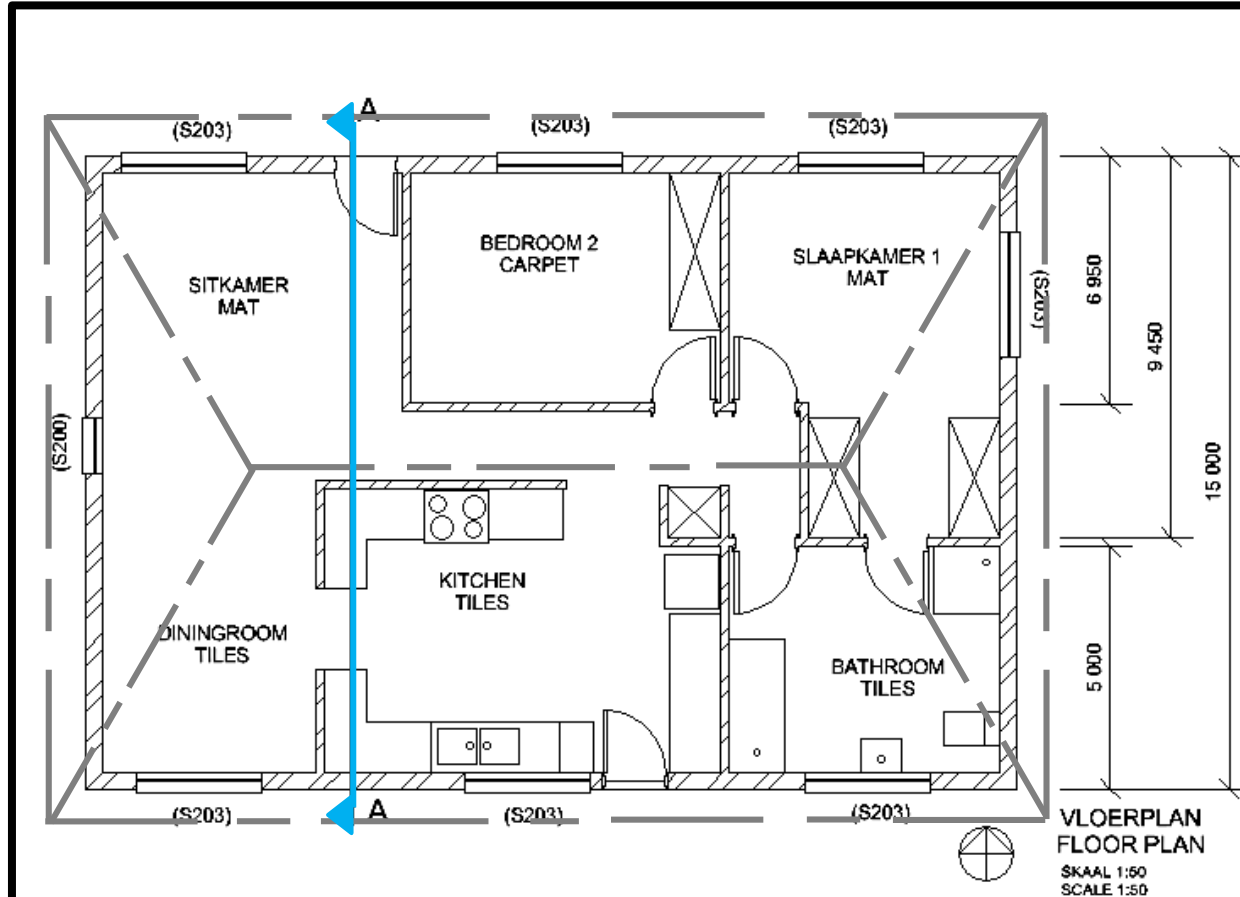 A
(S203)
(S203)
(S203)
BEDROOM 2
CARPET
SLAAPKAMER 1
MAT
SITKAMER
MAT
(S203)
6 950
9 450
15 000
(S200)
KITCHEN
TILES
DININGROOM
TILES
BATHROOM
TILES
5 000
A
(S203)
(S203)
(S203)
VLOERPLAN
FLOOR PLAN
SKAAL 1:50
SCALE 1:50